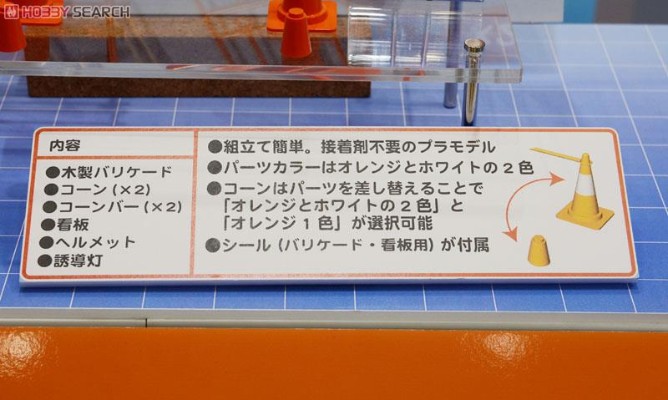 HOBBY SEARCH
内容
●木製バリケード
●コーン(×2)
●コーンバー(×2)
●看板
●ヘルメット
●誘導灯
●組立て簡単。接着剤不要のプラモデル
●パーツカラーはオレンジとホワイトの2色
●コーンはパーツを差し替えることで
「オレンジとホワイトの2色」と
「オレンジ1色」が選択可能
●シール(バリケード・看板用)が付属